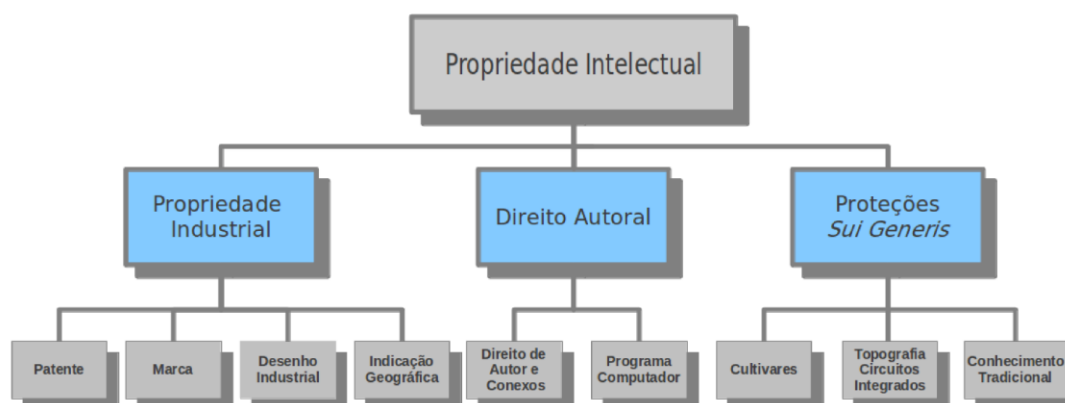 Propriedade Intelectual
Propriedade
Industrial
Direito Autoral
Proteções
Sui Generis
Patente
Marca
Desenho
Industrial
Indicação
Geográfica
Direito de
Autor e
Conexos
Programa
Computador
Cultivares
Topografia
Circuitos
Integrados
Conhecimento
Tradicional